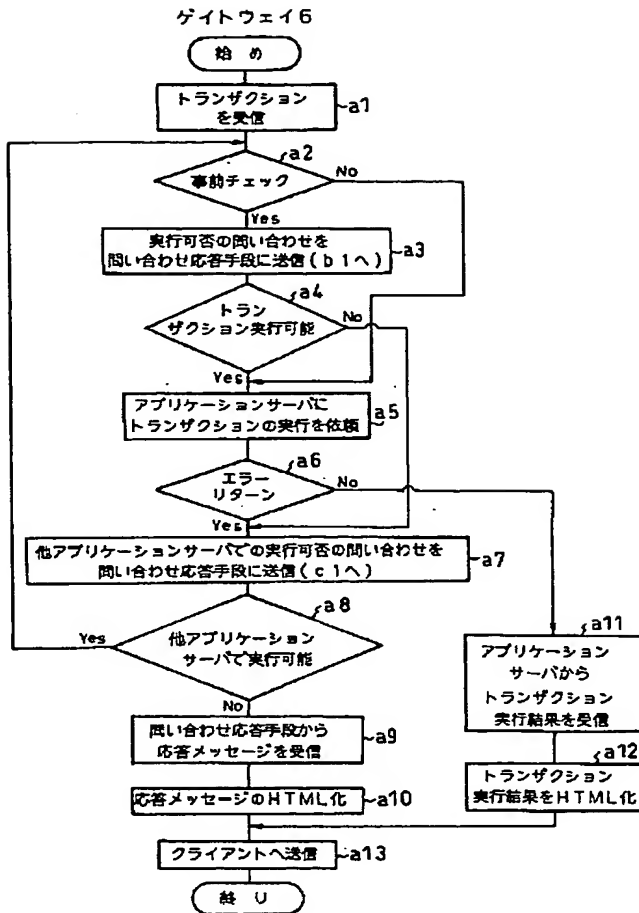 ゲイトウェイ6
始め
トランザクション
を受信
a1
a2
事前チェック
No
Yes
実行可否の問い合わせを
問い合わせ応答手段に送信(b1へ)
a3
a4
トラン
ザクション実行可能
No
Yes
アプリケーションサーバに
トランザクションの実行を依頼
a5
a6
エラー
リターン
No
Yes
他アプリケーションサーバでの実行可否の問い合わせを
問い合わせ応答手段に送信(c1へ)
a7
a8
Yes
他アプリケーション
サーバで実行可能
No
a11
アプリケーション
サーバから
トランザクション
実行結果を受信
問い合わせ応答手段から
応答メッセージを受信
a9
a12
トランザクション
実行結果をHTML化
応答メッセージのHTML化
a10
クライアントへ送信
a13
終り